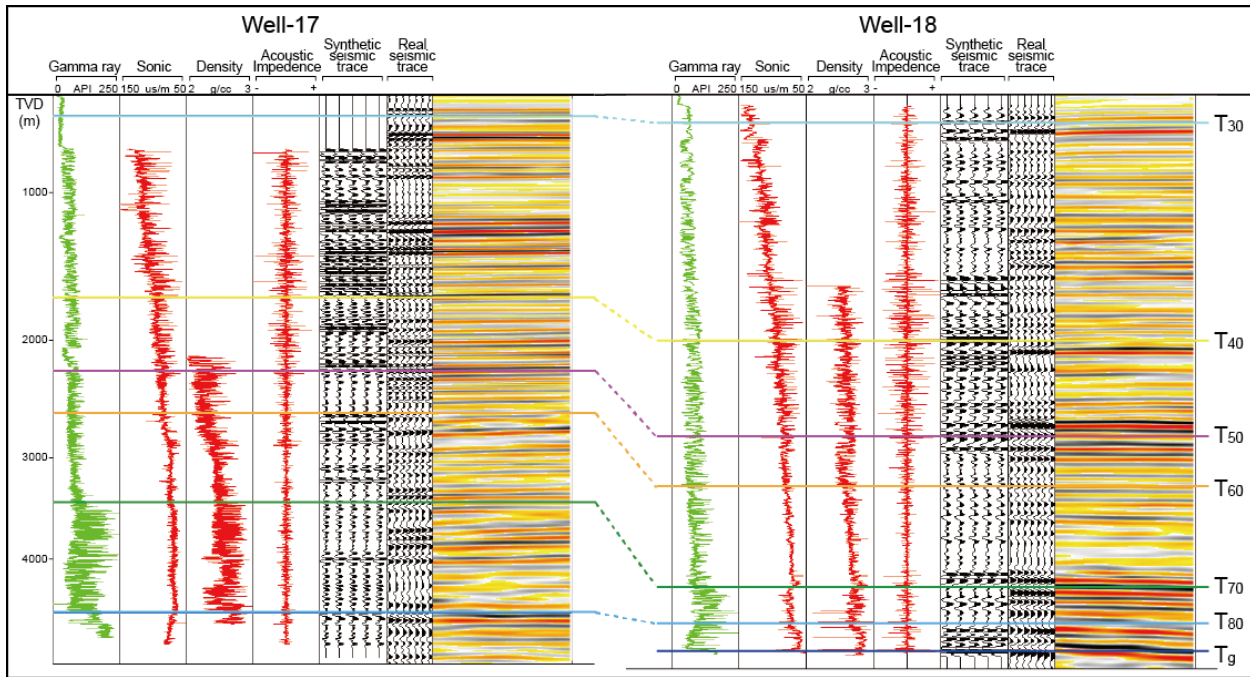 Well-17
Well-18
Gamma ray
Sonic
Density
Acoustic
Impedence
Synthetic
seismic
trace
Real
seismic
trace
Gamma ray
Sonic
Density
Acoustic
Impedence
Synthetic
seismic
trace
Real
seismic
trace
0 API 250
150 us/m 50
2 g/cc 3
- +
0 API 250
150 us/m 50
2 g/cc 3
- +
TVD
(m)
1000
2000
3000
4000
T30
T40
T50
T60
T70
T80
Tg